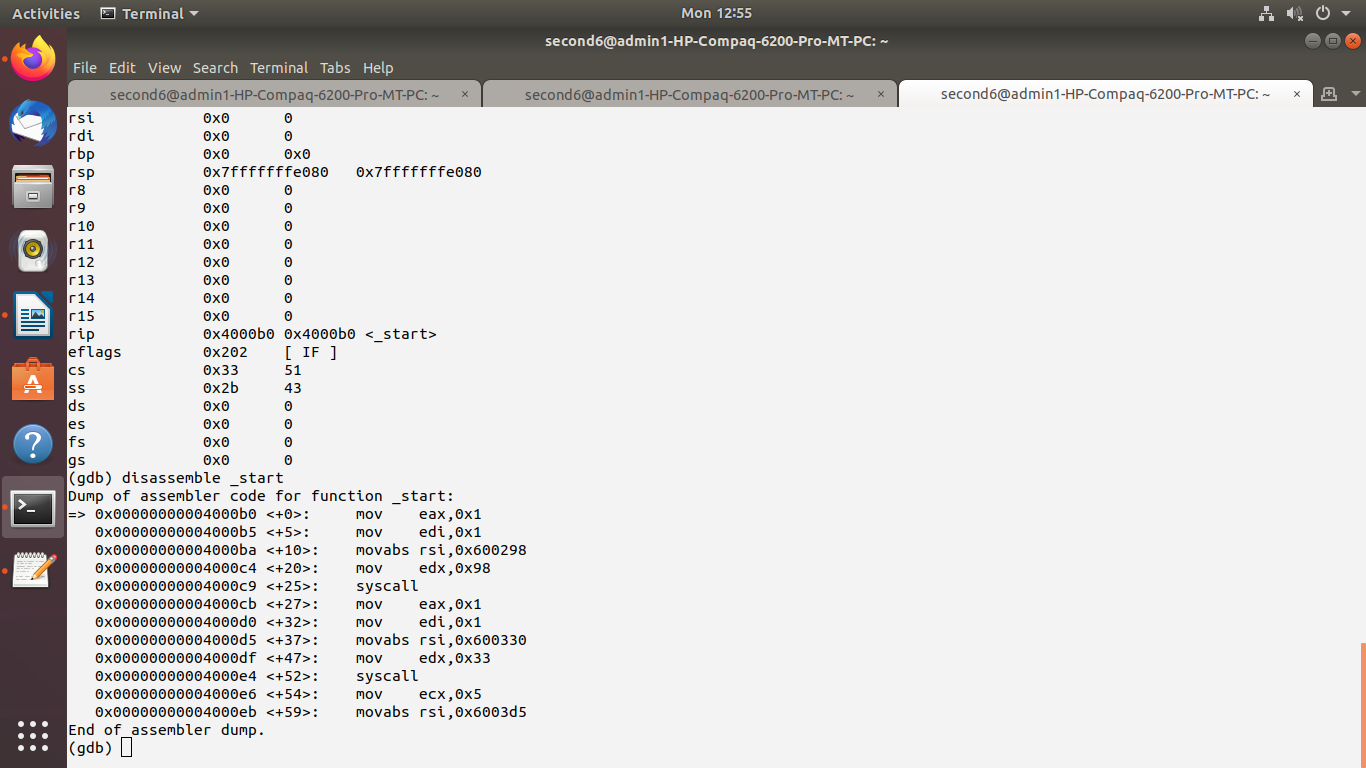 Activities Terminal Mon 12:55
second6@admin1-HP-Compaq-6200-Pro-MT-PC: ~
File Edit View Search Terminal Tabs Help
second6@admin1-HP-Compaq-6200-Pro-MT-PC: ~ × second6@admin1-HP-Compaq-6200-Pro-MT-PC: ~ × second6@admin1-HP-Compaq-6200-Pro-MT-PC: ~ ×
rsi 0x0 0
rdi 0x0 0
rbp 0x0 0x0
rsp 0x7fffffffe080 0x7fffffffe080
r8 0x0 0
r9 0x0 0
r10 0x0 0
r11 0x0 0
r12 0x0 0
r13 0x0 0
r14 0x0 0
r15 0x0 0
rip 0x4000b0 0x4000b0 <_start>
eflags 0x202 [ IF ]
cs 0x33 51
ss 0x2b 43
ds 0x0 0
es 0x0 0
fs 0x0 0
gs 0x0 0
(gdb) disassemble _start
Dump of assembler code for function _start:
=> 0x00000000004000b0 <+0>: mov eax,0x1
0x00000000004000b5 <+5>: mov edi,0x1
0x00000000004000ba <+10>: movabs rsi,0x600298
0x00000000004000c4 <+20>: mov edx,0x98
0x00000000004000c9 <+25>: syscall
0x00000000004000cb <+27>: mov eax,0x1
0x00000000004000d0 <+32>: mov edi,0x1
0x00000000004000d5 <+37>: movabs rsi,0x600330
0x00000000004000df <+47>: mov edx,0x33
0x00000000004000e4 <+52>: syscall
0x00000000004000e6 <+54>: mov ecx,0x5
0x00000000004000eb <+59>: movabs rsi,0x6003d5
End of assembler dump.
(gdb)